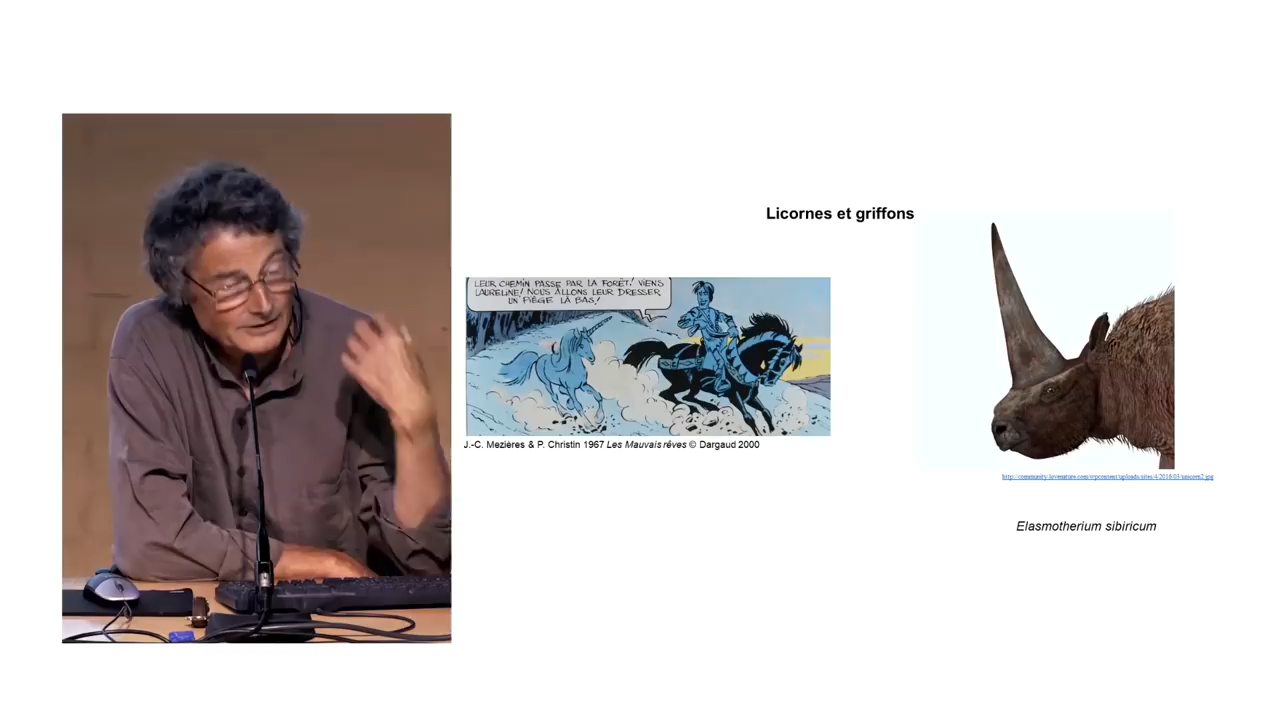 Licornes et griffons
LEUR CHEMIN PASSE PAR LA FORÊT! VIENS
LAURELINE! NOUS ALLONS LEUR DRESSER
UN PIÈGE LÀ BAS!
J.-C. Mezières & P. Christin 1967 Les Mauvais rêves © Dargaud 2000
Elasmotherium sibiricum